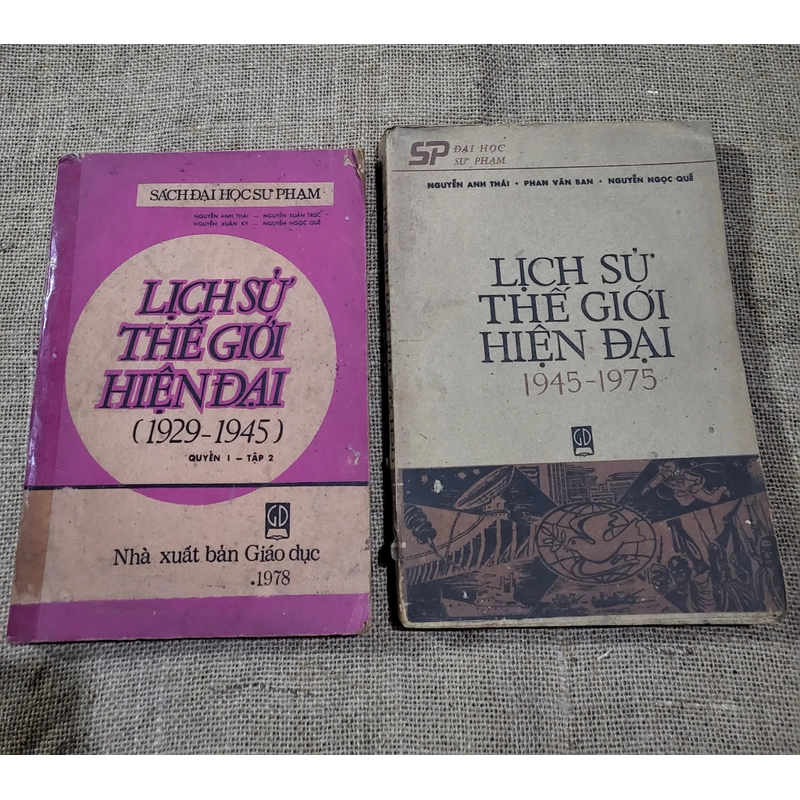 SÁCH ĐẠI HỌC SƯ PHẠM
NGUYỄN ANH THÁI — NGUYỄN XUÂN TRÚC
NGUYỄN XUÂN KỲ — NGUYỄN NGỌC QUẾ
LỊCH SỬ
THẾ GIỚI
HIỆN ĐẠI
(1929-1945)
QUYỂN I — TẬP 2
GD
Nhà xuất bản Giáo dục
.1978
SP ĐẠI HỌC
SƯ PHẠM
NGUYỄN ANH THÁI • PHAN VĂN BAN • NGUYỄN NGỌC QUẾ
LỊCH SỬ
THẾ GIỚI
HIỆN ĐẠI
1945-1975
GD